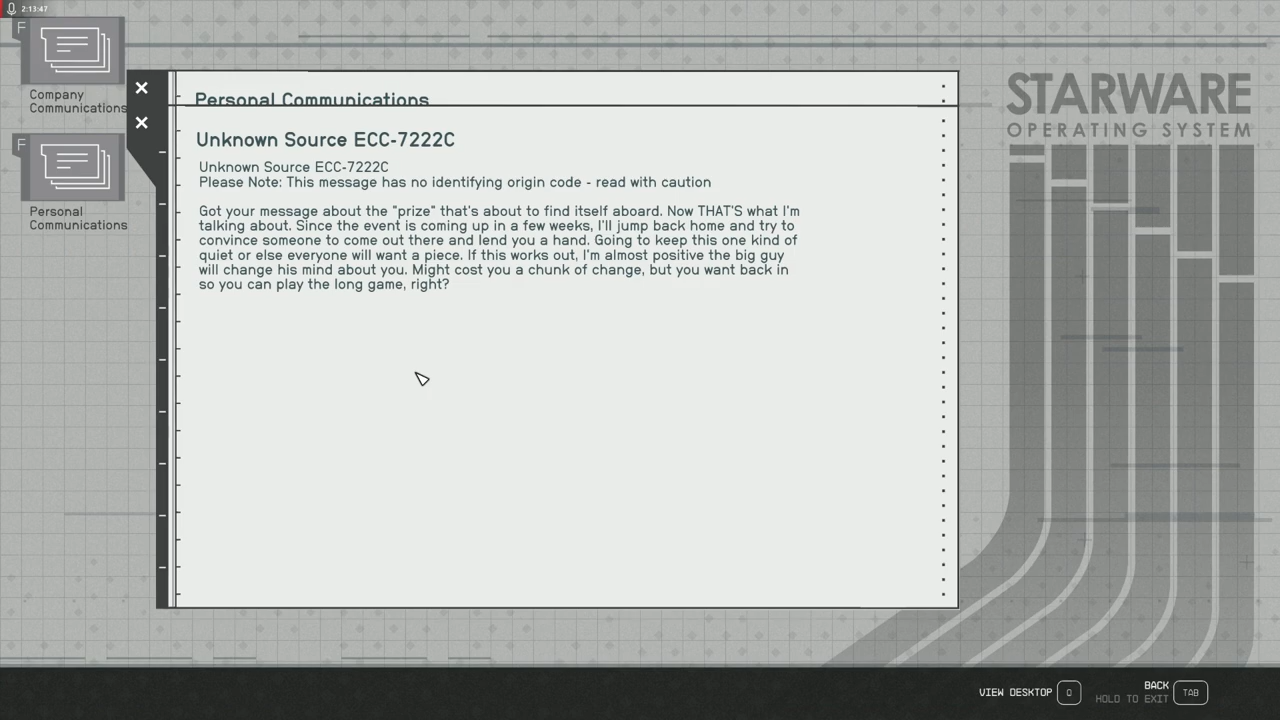 2:13:47
F
Company
Communications
F
Personal
Communications
Personal Communications
Unknown Source ECC-7222C
Unknown Source ECC-7222C
Please Note: This message has no identifying origin code - read with caution
Got your message about the "prize" that's about to find itself aboard. Now THAT'S what I'm
talking about. Since the event is coming up in a few weeks, I'll jump back home and try to
convince someone to come out there and lend you a hand. Going to keep this one kind of
quiet or else everyone will want a piece. If this works out, I'm almost positive the big guy
will change his mind about you. Might cost you a chunk of change, but you want back in
so you can play the long game, right?
STARWARE
OPERATING SYSTEM
VIEW DESKTOP Q
BACK
HOLD TO EXIT TAB